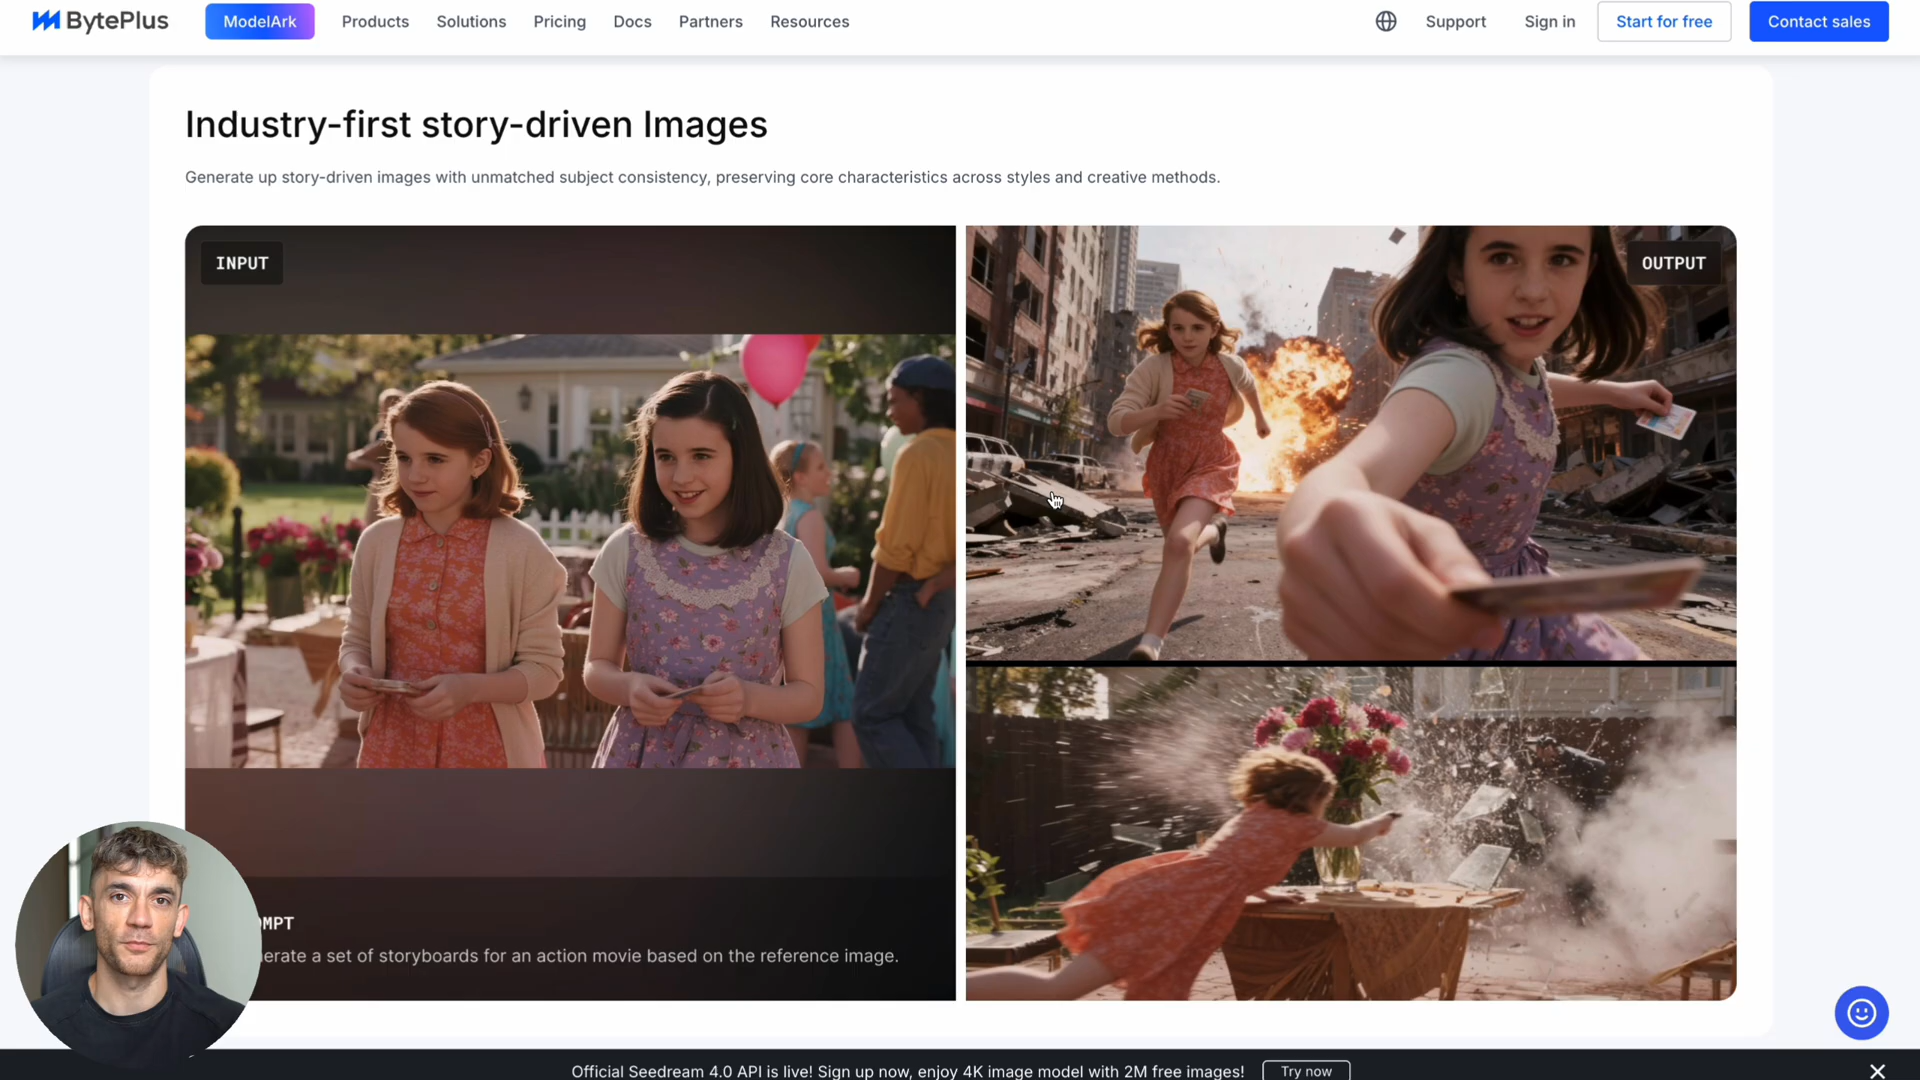 BytePlus
ModelArk
Products
Solutions
Pricing
Docs
Partners
Resources
Support
Sign in
Start for free
Contact sales
Industry-first story-driven Images
Generate up story-driven images with unmatched subject consistency, preserving core characteristics across styles and creative methods.
INPUT
OUTPUT
MPT
erate a set of storyboards for an action movie based on the reference image.
Official Seedream 4.0 API is live! Sign up now, enjoy 4K image model with 2M free images!
Try now